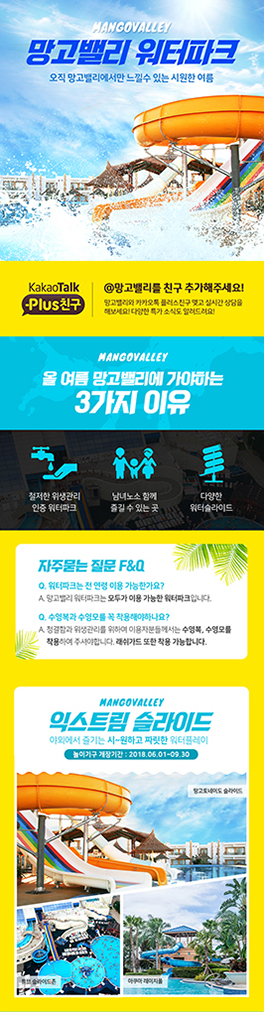 MANGOVALLEY
망고밸리 워터파크
오직 망고밸리에서만 느낄수 있는 시원한 여름
KakaoTalk
Plus친구
@망고밸리를 친구 추가해주세요!
망고밸리와 카카오톡 플러스친구 맺고 실시간 상담을
해보세요! 다양한 특가 소식도 알려드려요!
MANGOVALLEY
올 여름 망고밸리에 가야하는
3가지 이유
철저한 위생관리
인증 워터파크
남녀노소 함께
즐길 수 있는 곳
다양한
워터슬라이드
자주묻는 질문 F&Q
Q. 워터파크는 전 연령 이용 가능한가요?
A. 망고밸리 워터파크는 모두가 이용 가능한 워터파크입니다.
Q. 수영복과 수영모를 꼭 착용해야하나요?
A. 청결함과 위생관리를 위하여 이용자분들께서는 수영복, 수영모를
착용하여 주셔야합니다. 래쉬가드 또한 착용 가능합니다.
MANGOVALLEY
익스트림 슬라이드
야외에서 즐기는 시~원하고 짜릿한 워터플레이
놀이기구 개장기간 : 2018.06.01~09.30
망고토네이도 슬라이드
튜브 슬라이드존
아쿠아 레이지풀